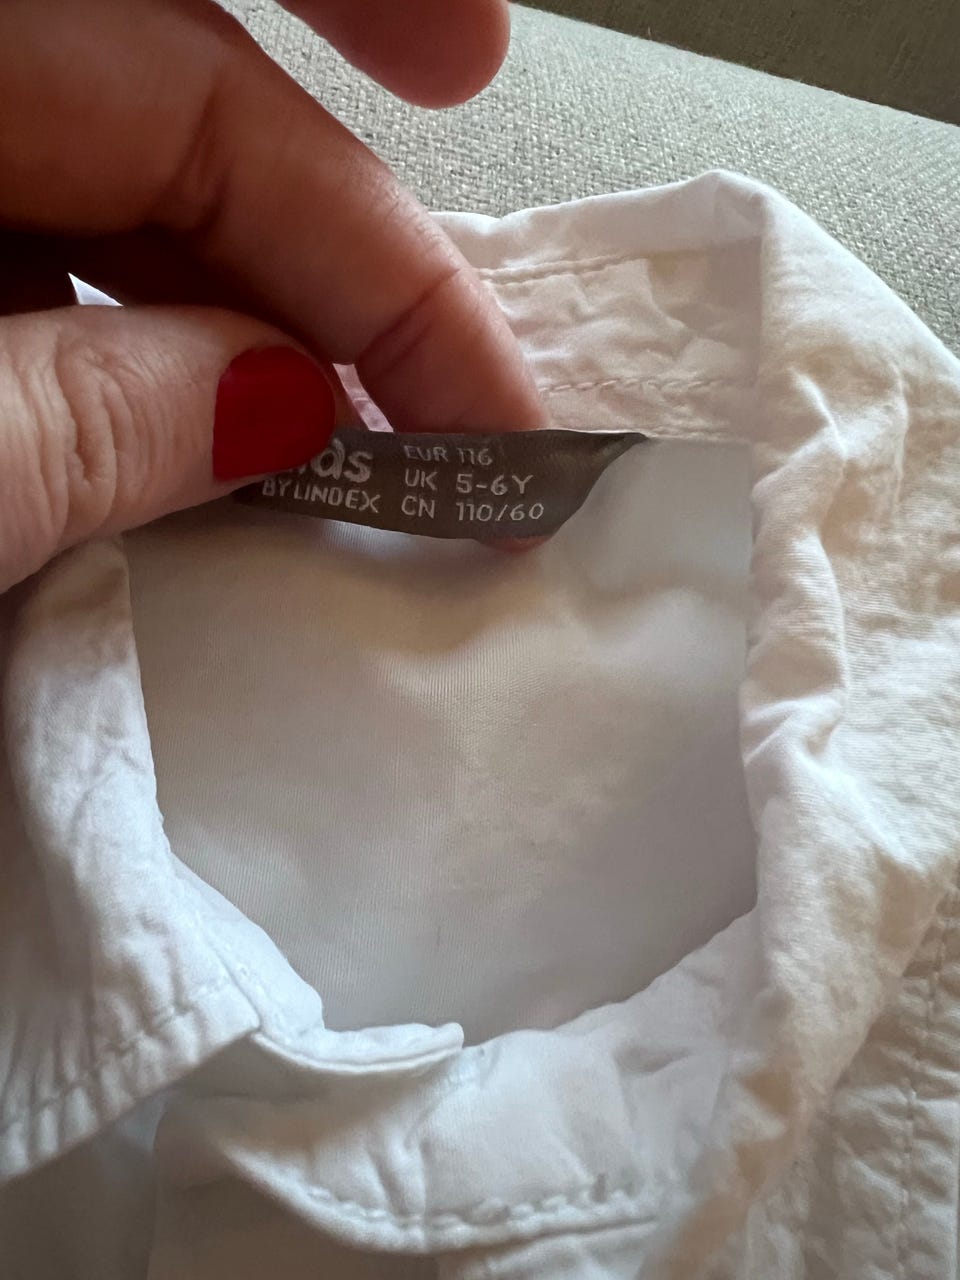 BY LINDEX
EUR 116
UK 5-6Y
CN 110/60